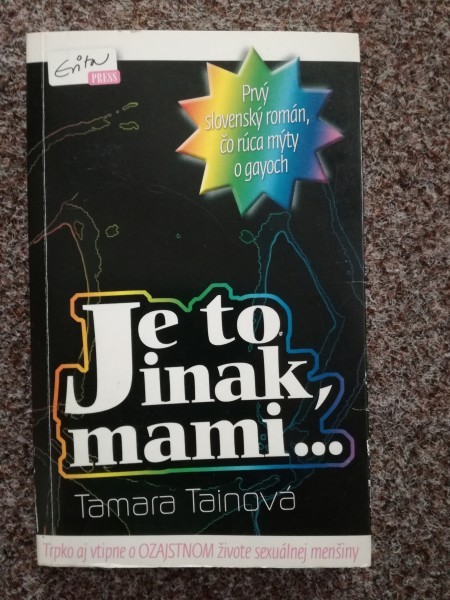 Evitov
PRESS
Prvý
slovenský román,
čo rúca mýty
o gayoch
Je to
inak,
mami...
Tamara Tainová
Trpko aj vtipne o OZAJSTNOM živote sexuálnej menšiny